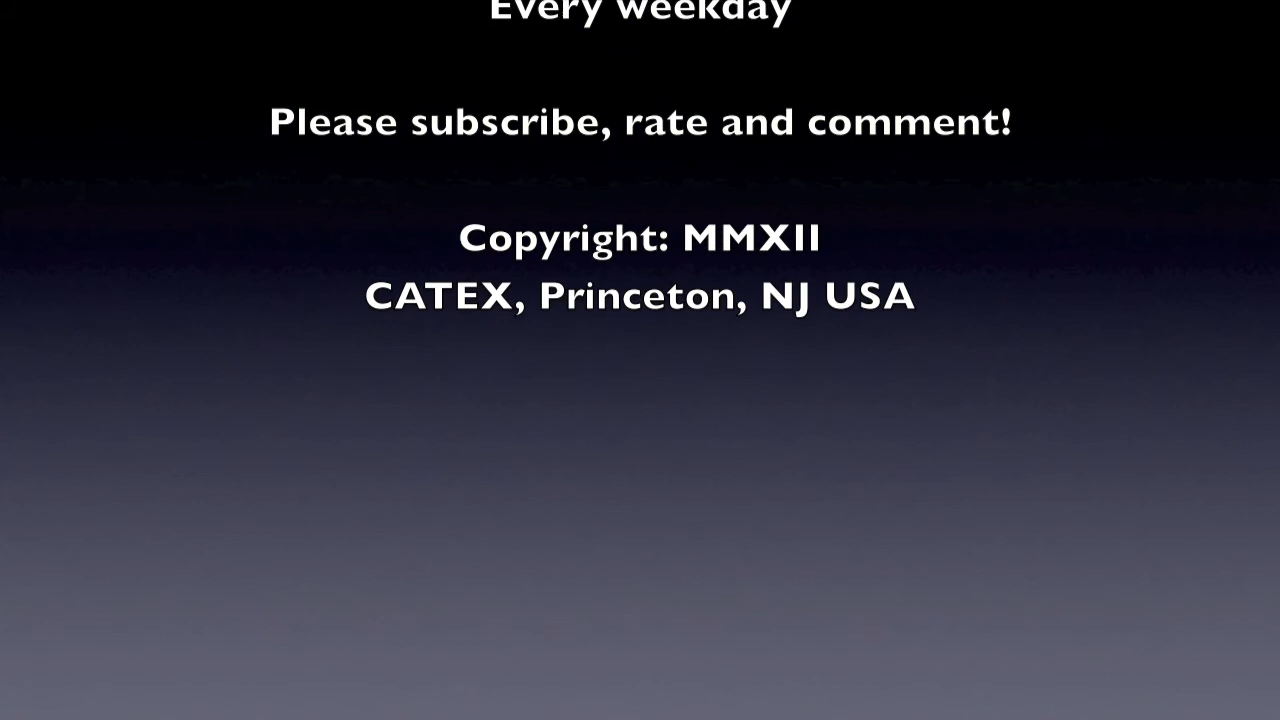 Every weekday
Please subscribe, rate and comment!
Copyright: MMXII
CATEX, Princeton, NJ USA